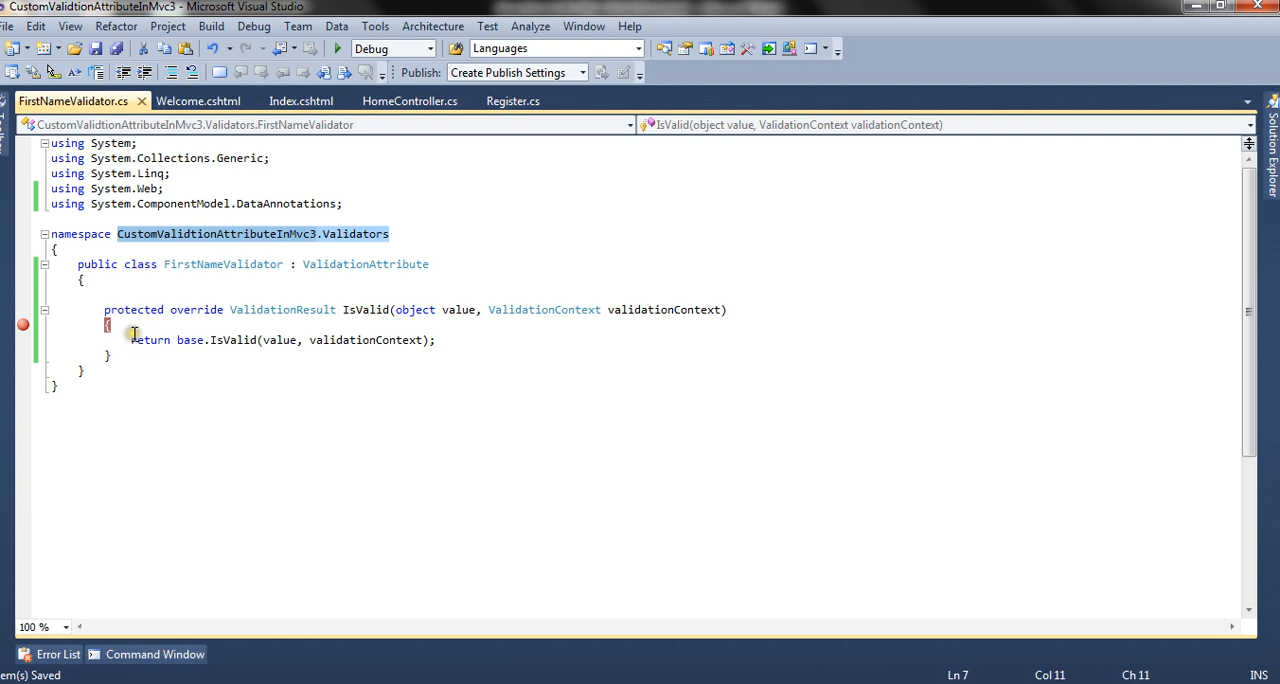 CustomValidtionAttributeInMvc3 - Microsoft Visual Studio
File Edit View Refactor Project Build Debug Team Data Tools Architecture Test Analyze Window Help
Debug Languages
Publish: Create Publish Settings
FirstNameValidator.cs Welcome.cshtml Index.cshtml HomeController.cs Register.cs
CustomValidtionAttributeInMvc3.Validators.FirstNameValidator IsValid(object value, ValidationContext validationContext)
Solution Explorer
using System;
using System.Collections.Generic;
using System.Linq;
using System.Web;
using System.ComponentModel.DataAnnotations;
namespace CustomValidtionAttributeInMvc3.Validators
{
public class FirstNameValidator : ValidationAttribute
{
protected override ValidationResult IsValid(object value, ValidationContext validationContext)
{
return base.IsValid(value, validationContext);
}
}
}
100 %
Error List Command Window
em(s) Saved Ln 7 Col 11 Ch 11 INS